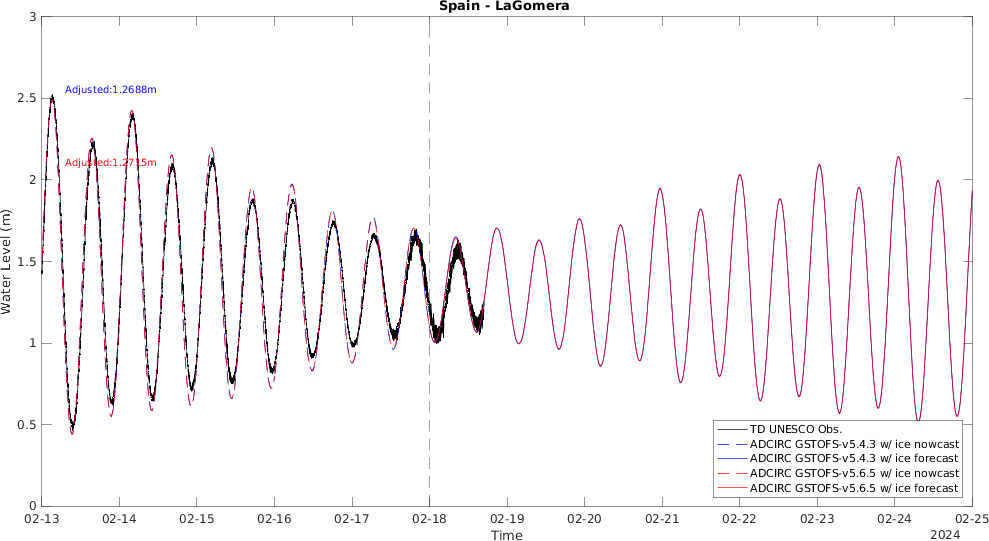 Spain - LaGomera
3
2.5
2
1.5
1
0.5
0
Water Level (m)
Adjusted:1.2688m
Adjusted:1.2715m
TD UNESCO Obs.
ADCIRC GSTOFS-v5.4.3 w/ ice nowcast
ADCIRC GSTOFS-v5.4.3 w/ ice forecast
ADCIRC GSTOFS-v5.6.5 w/ ice nowcast
ADCIRC GSTOFS-v5.6.5 w/ ice forecast
02-13 02-14 02-15 02-16 02-17 02-18 02-19 02-20 02-21 02-22 02-23 02-24 02-25
Time
2024